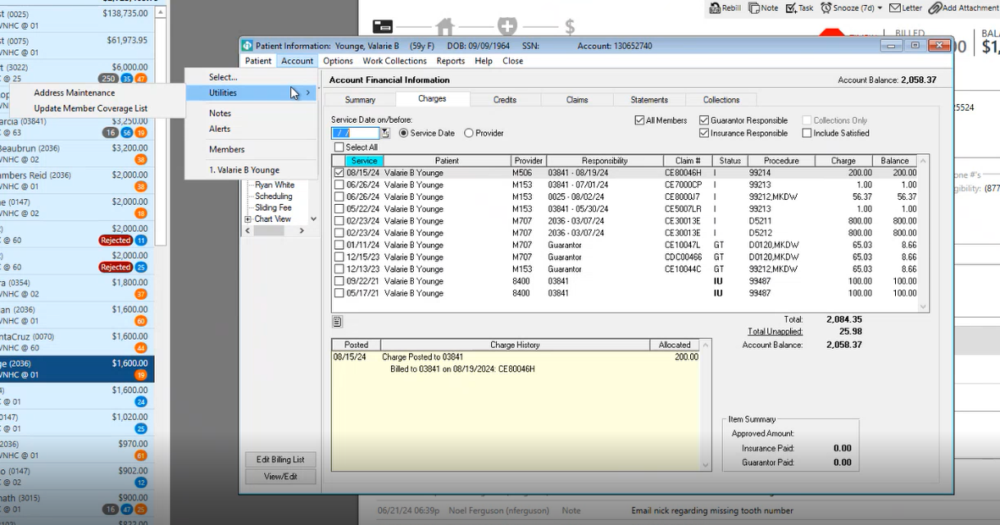 st (0025) $138,735.00
VNHC @ 01
st (0075) $61,973.95
VNHC @ 01
t (3022) $6,000.00
C @ 25 250 35 47
arcia (03841) $3,250.00
C @ 63 16 56 19
Beaubrun (2036) $3,200.00
VNHC @ 02 38
mbers Reid (2036) $2,000.00
VNHC @ 01 38
ne (0147) $2,000.00
VNHC @ 02 18
$2,000.00
C @ 60 Rejected 11
$2,000.00
C @ 60 Rejected 25
ra (0354) $1,800.00
VNHC @ 02 37
an (2036) $1,600.00
VNHC @ 01 60
ntaCruz (0070) $1,600.00
VNHC @ 60 44
ge (2036) $1,600.00
VNHC @ 01 19
$1,600.00
C @ 01 24
0147) $1,020.00
C @ 01 25
2036) $970.00
VNHC @ 01 61
o (0147) $902.00
C @ 02 12
nath (3015) $900.00
C @ 01 16 47 25
Rebill Note Task Snooze (7d) Letter Add Attachment
BILLED
$1,
25524
one #'s
gibility: (877
Patient Information: Younge, Valarie B (59y F) DOB: 09/09/1964 SSN: Account: 130652740
Patient Account Options Work Collections Reports Help Close
Select...
Utilities
Address Maintenance
Update Member Coverage List
Notes
Alerts
Members
1. Valarie B Younge
Ryan White
Scheduling
Sliding Fee
Chart View
Edit Billing List
View/Edit
Account Financial Information Account Balance: 2,058.37
Summary Charges Credits Claims Statements Collections
Service Date on/before:
/ / Service Date Provider
All Members Guarantor Responsible Collections Only
Insurance Responsible Include Satisfied
Select All
Service Patient Provider Responsibility Claim # Status Procedure Charge Balance
08/15/24 Valarie B Younge M506 03841 - 08/19/24 CE80046H I 99214 200.00 200.00
06/26/24 Valarie B Younge M153 03841 - 07/01/24 CE7000CP I 99213 1.00 1.00
06/26/24 Valarie B Younge M153 0025 - 08/02/24 CE8000J7 I 99212,MKDW 56.37 56.37
05/22/24 Valarie B Younge M153 03841 - 05/30/24 CE5007LR I 99213 1.00 1.00
02/23/24 Valarie B Younge M707 2036 - 03/07/24 CE30013E I D5211 800.00 800.00
02/23/24 Valarie B Younge M707 2036 - 03/07/24 CE30013E I D5212 800.00 800.00
01/11/24 Valarie B Younge M707 Guarantor CE10047L GT D0120,MKDW 65.03 8.66
12/15/23 Valarie B Younge M707 Guarantor CDC00466 GT D0120,MKDW 65.03 8.66
12/13/23 Valarie B Younge M153 Guarantor CE10044C GT 99212,MKDW 65.03 8.66
09/22/21 Valarie B Younge 8400 03841 IU 99487 100.00 100.00
05/17/21 Valarie B Younge 8400 03841 IU 99487 100.00 100.00
Total: 2,084.35
Total Unapplied: 25.98
Account Balance: 2,058.37
Posted Charge History Allocated
08/15/24 Charge Posted to 03841 200.00
Billed to 03841 on 08/19/2024: CE80046H
Item Summary
Approved Amount:
Insurance Paid: 0.00
Guarantor Paid: 0.00
06/21/24 06:39p Noel Ferguson (nferguson) Note Email nick regarding missing tooth number